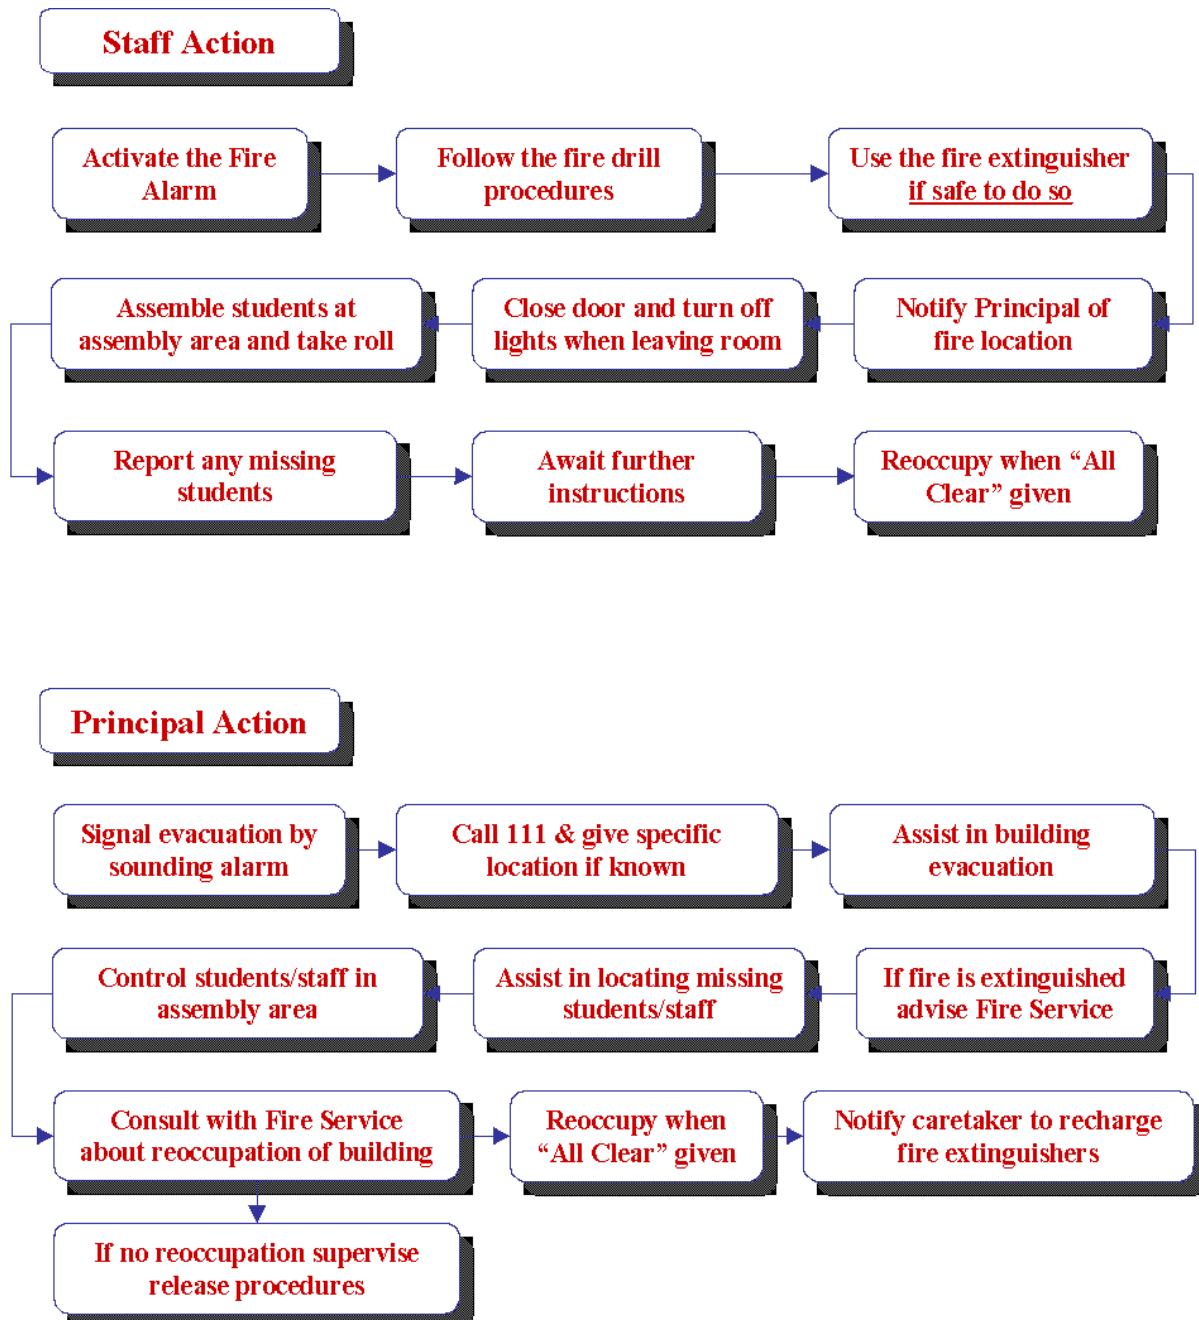 Staff Action
Activate the Fire
Alarm
Follow the fire drill
procedures
Use the fire extinguisher
if safe to do so
Notify Principal of
fire location
Close door and turn off
lights when leaving room
Assemble students at
assembly area and take roll
Report any missing
students
Await further
instructions
Reoccupy when “All
Clear” given
Principal Action
Signal evacuation by
sounding alarm
Call 111 & give specific
location if known
Assist in building
evacuation
If fire is extinguished
advise Fire Service
Assist in locating missing
students/staff
Control students/staff in
assembly area
Consult with Fire Service
about reoccupation of building
Reoccupy when
“All Clear” given
Notify caretaker to recharge
fire extinguishers
If no reoccupation supervise
release procedures